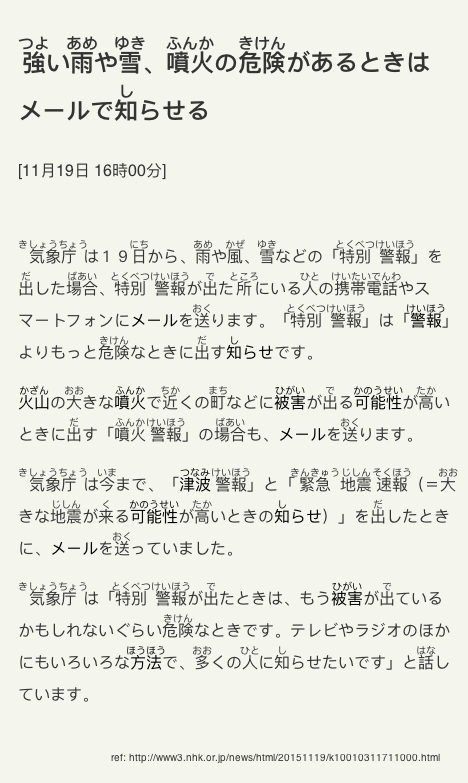 強い雨や雪、噴火の危険があるときは
メールで知らせる
[11月19日 16時00分]
気象庁は１９日から、雨や風、雪などの「特別警報」を
出した場合、特別警報が出た所にいる人の携帯電話やス
マートフォンにメールを送ります。「特別警報」は「警報」
よりもっと危険なときに出す知らせです。
火山の大きな噴火で近くの町などに被害が出る可能性が高い
ときに出す「噴火警報」の場合も、メールを送ります。
気象庁は今まで、「津波警報」と「緊急地震速報（＝大
きな地震が来る可能性が高いときの知らせ）」を出したとき
に、メールを送っていました。
気象庁は「特別警報が出たときは、もう被害が出ている
かもしれないぐらい危険なときです。テレビやラジオのほか
にもいろいろな方法で、多くの人に知らせたいです」と話し
ています。
ref: http://www3.nhk.or.jp/news/html/20151119/k10010311711000.html